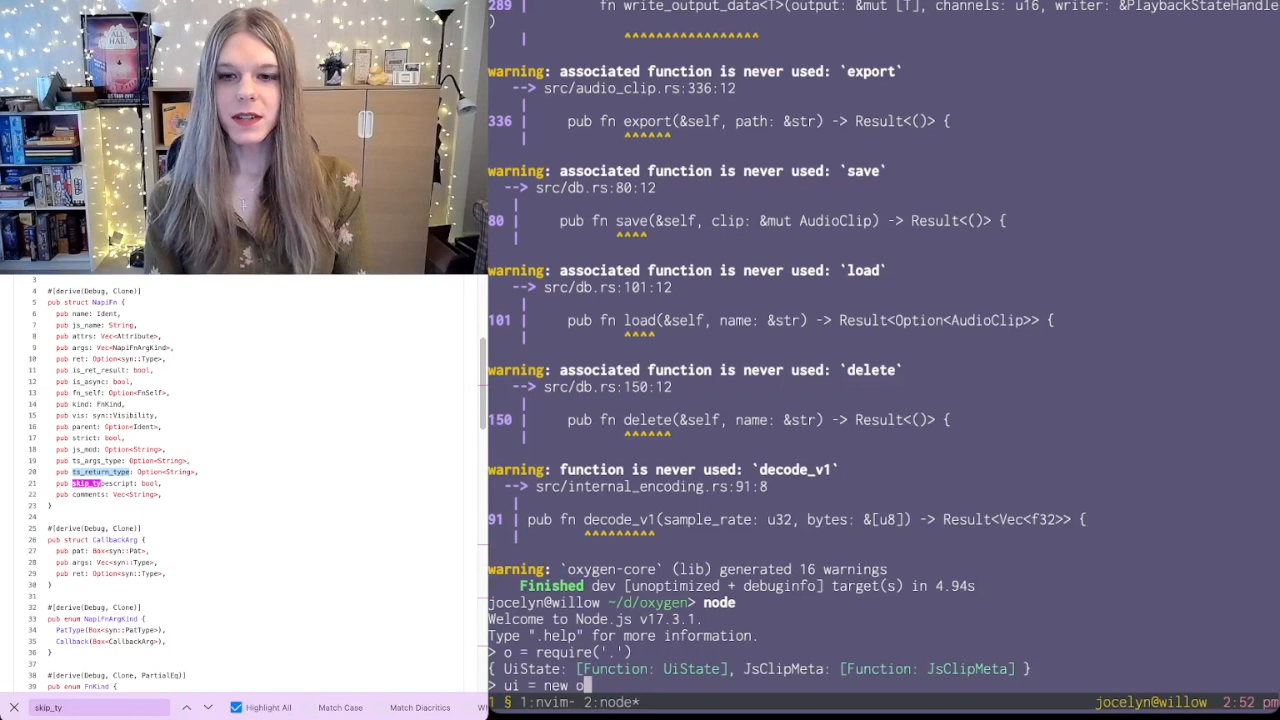 ALL
HAIL
3
4 #[derive(Debug, Clone)]
5 pub struct NapiFn {
6 pub name: Ident,
7 pub js_name: String,
8 pub attrs: Vec<Attribute>,
9 pub args: Vec<NapiFnArgKind>,
10 pub ret: Option<syn::Type>,
11 pub is_ret_result: bool,
12 pub is_async: bool,
13 pub fn_self: Option<FnSelf>,
14 pub kind: FnKind,
15 pub vis: syn::Visibility,
16 pub parent: Option<Ident>,
17 pub strict: bool,
18 pub js_mod: Option<String>,
19 pub ts_args_type: Option<String>,
20 pub ts_return_type: Option<String>,
21 pub skip_typescript: bool,
22 pub comments: Vec<String>,
23 }
24
25 #[derive(Debug, Clone)]
26 pub struct CallbackArg {
27 pub pat: Box<syn::Pat>,
28 pub args: Vec<syn::Type>,
29 pub ret: Option<syn::Type>,
30 }
31
32 #[derive(Debug, Clone)]
33 pub enum NapiFnArgKind {
34 PatType(Box<syn::PatType>),
35 Callback(Box<CallbackArg>),
36 }
37
38 #[derive(Debug, Clone, PartialEq)]
39 pub enum FnKind {
skip_ty
Highlight All
Match Case
Match Diacritics
Wh
289 | fn write_output_data<T>(output: &mut [T], channels: u16, writer: &PlaybackStateHandle
)
| ^^^^^^^^^^^^^^^^^
warning: associated function is never used: `export`
--> src/audio_clip.rs:336:12
|
336 | pub fn export(&self, path: &str) -> Result<()> {
| ^^^^^^
warning: associated function is never used: `save`
--> src/db.rs:80:12
|
80 | pub fn save(&self, clip: &mut AudioClip) -> Result<()> {
| ^^^^
warning: associated function is never used: `load`
--> src/db.rs:101:12
|
101 | pub fn load(&self, name: &str) -> Result<Option<AudioClip>> {
| ^^^^
warning: associated function is never used: `delete`
--> src/db.rs:150:12
|
150 | pub fn delete(&self, name: &str) -> Result<()> {
| ^^^^^^
warning: function is never used: `decode_v1`
--> src/internal_encoding.rs:91:8
|
91 | pub fn decode_v1(sample_rate: u32, bytes: &[u8]) -> Result<Vec<f32>> {
| ^^^^^^^^^
warning: `oxygen-core` (lib) generated 16 warnings
Finished dev [unoptimized + debuginfo] target(s) in 4.94s
jocelyn@willow ~/d/oxygen> node
Welcome to Node.js v17.3.1.
Type ".help" for more information.
> o = require('.')
{ UiState: [Function: UiState], JsClipMeta: [Function: JsClipMeta] }
> ui = new o
1 § 1:nvim- 2:node*
jocelyn@willow 2:52 pm